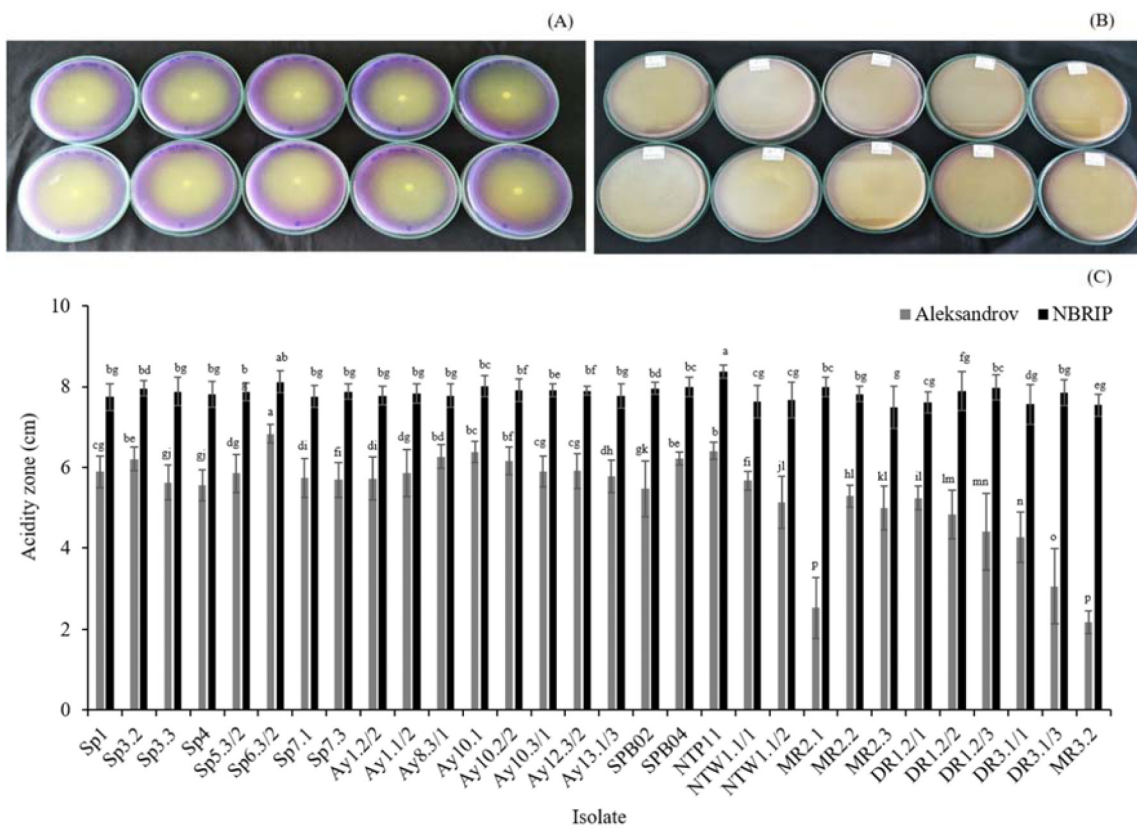 (A)
(B)
(C)
Acidity zone (cm)
10
8
6
4
2
0
Aleksandrov
NBRIP
bg bd bg bg b ab bg bg bg bg bg bc bf be bf bg bd bc a cg cg bc bc g cg fg bc dg bg eg
g
cg be gj gj dg a di fi di dg bd bc bf cg cg dh gk be b fi jl p hl kl il lm mn n o p
Sp1
Sp3.2
Sp3.3
Sp4
Sp5.3/2
Sp6.3/2
Sp7.1
Sp7.3
Ay1.2/2
Ay1.1/2
Ay8.3/1
Ay10.1
Ay10.2/2
Ay10.3/1
Ay12.3/2
Ay13.1/3
SPB02
SPB04
NTP11
NTW1.1/1
NTW1.1/2
MR2.1
MR2.2
MR2.3
DR1.2/1
DR1.2/2
DR1.2/3
DR3.1/1
DR3.1/3
MR3.2
Isolate